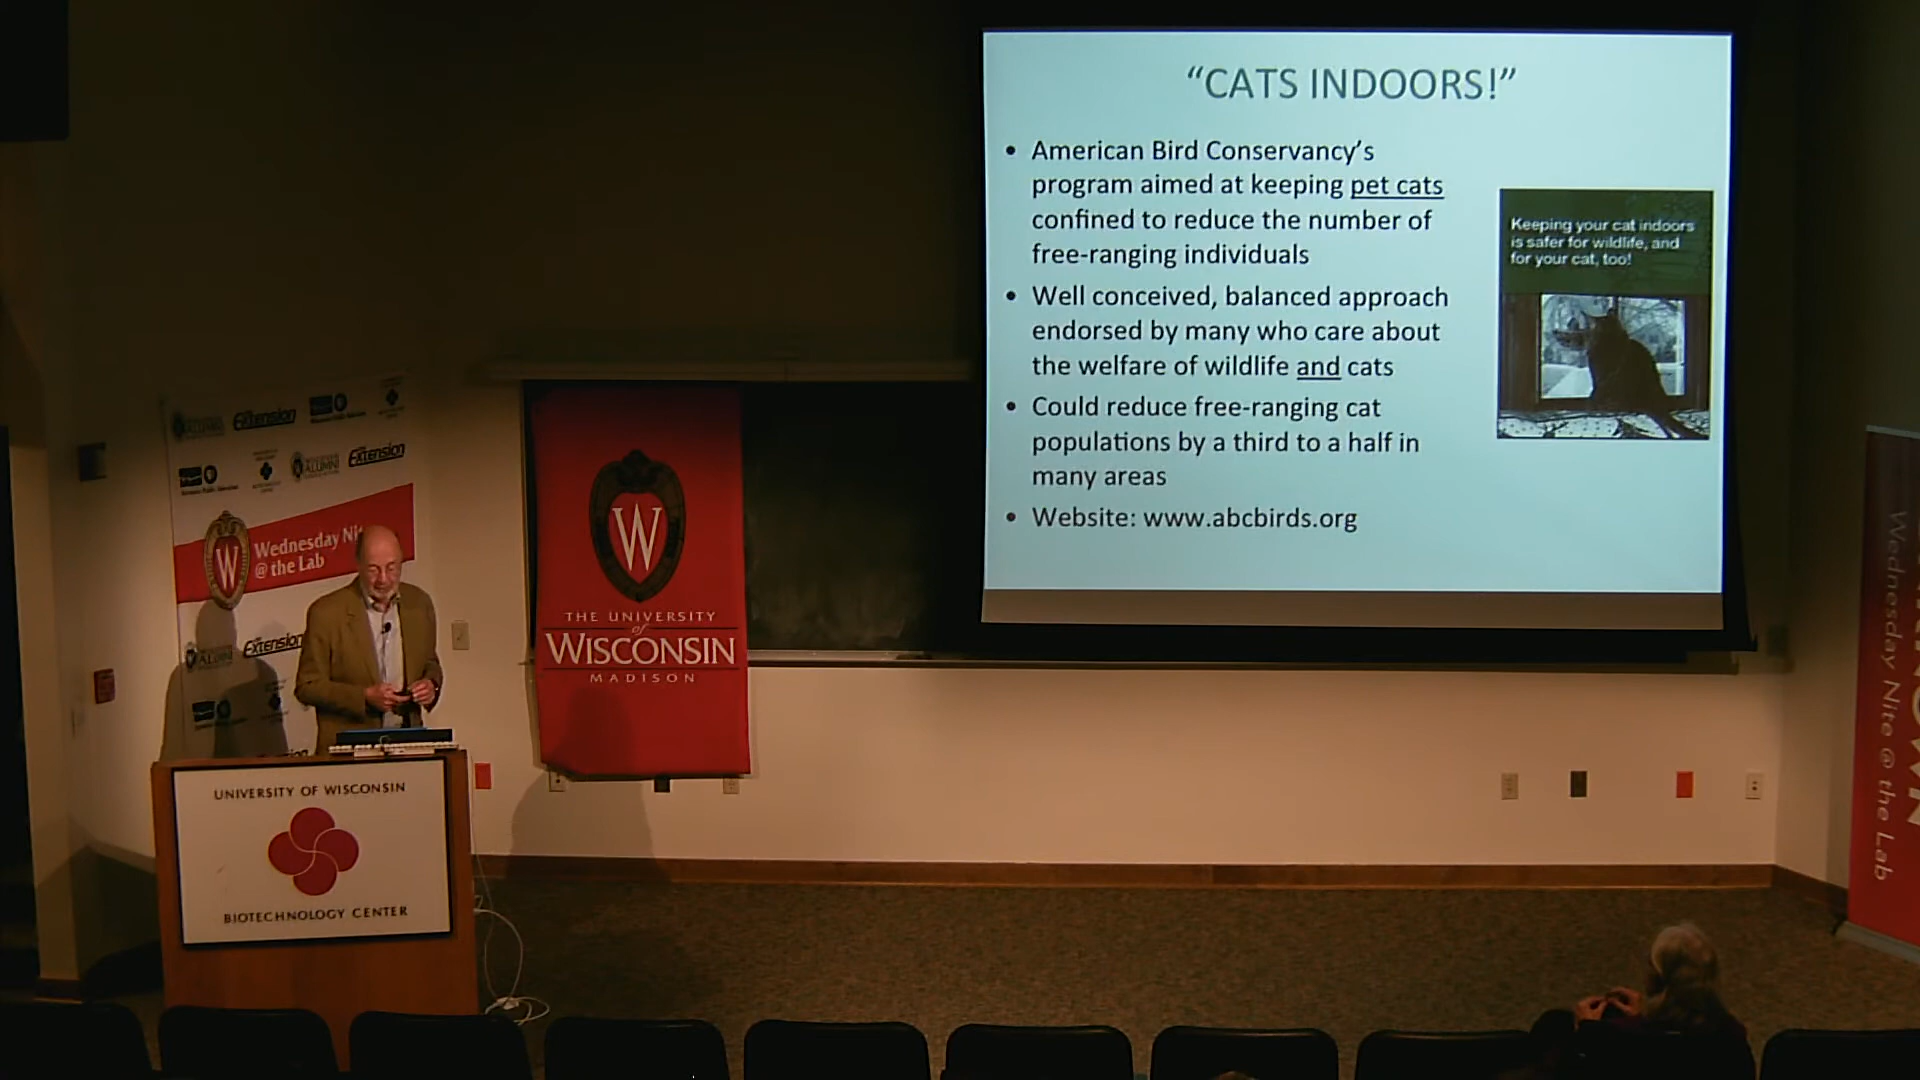 “CATS INDOORS!”
• American Bird Conservancy’s
program aimed at keeping pet cats
confined to reduce the number of
free-ranging individuals
• Well conceived, balanced approach
endorsed by many who care about
the welfare of wildlife and cats
• Could reduce free-ranging cat
populations by a third to a half in
many areas
• Website: www.abcbirds.org
Keeping your cat indoors
is safer for wildlife, and
for your cat, too!
Extension
ALUMNI
Extension
W
Wednesday Ni
@ the Lab
Extension
W
THE UNIVERSITY
of
WISCONSIN
MADISON
UNIVERSITY OF WISCONSIN
BIOTECHNOLOGY CENTER
Wednesday Nite @ the Lab